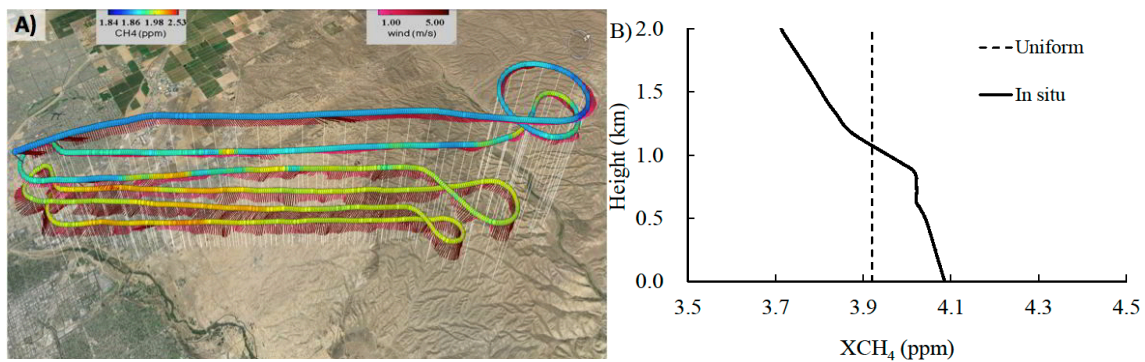 A)
1.84 1.86 1.98 2.53
CH4 (ppm)
1.00 5.00
wind (m/s)
B)
2.0
1.5
1.0
0.5
0.0
Height (km)
Uniform
In situ
3.5 3.7 3.9 4.1 4.3 4.5
XCH₄ (ppm)